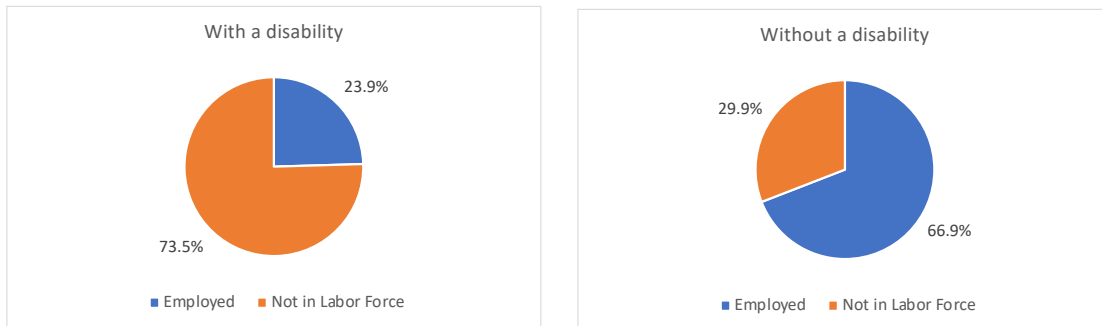 With a disability
23.9%
73.5%
Employed Not in Labor Force
Without a disability
29.9%
66.9%
Employed Not in Labor Force